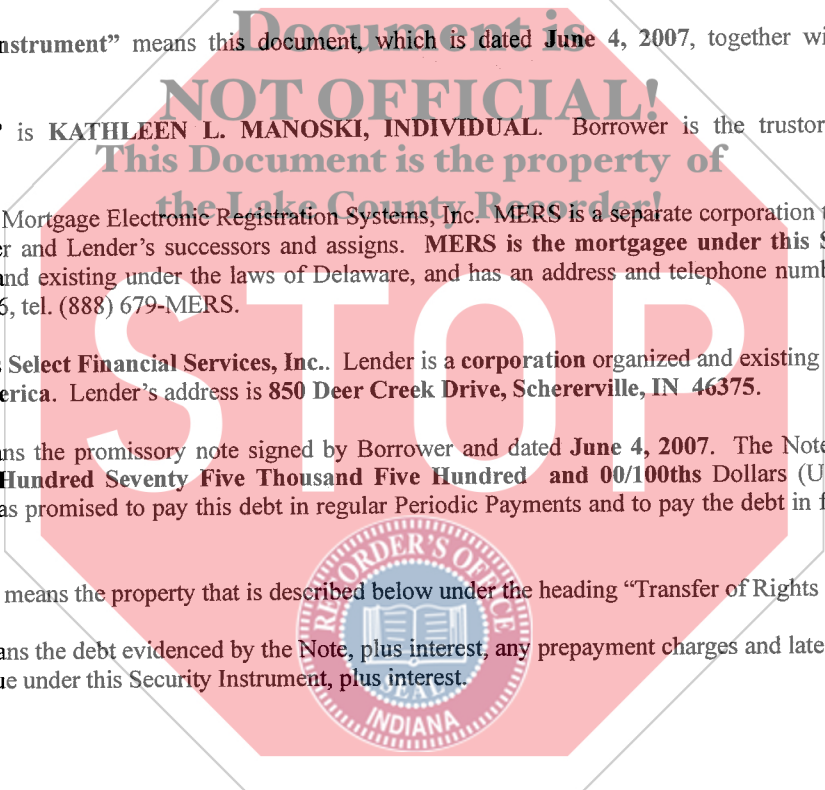 Document is
nstrument” means this document, which is dated June 4, 2007, together wi
NOT OFFICIAL!
is KATHLEEN L. MANOSKI, INDIVIDUAL. Borrower is the trustor
This Document is the property of
the Lake County Recorder!
Mortgage Electronic Registration Systems, Inc. MERS is a separate corporation
er and Lender’s successors and assigns. MERS is the mortgagee under this S
and existing under the laws of Delaware, and has an address and telephone numb
6, tel. (888) 679-MERS.
STOP
Select Financial Services, Inc.. Lender is a corporation organized and existing
erica. Lender’s address is 850 Deer Creek Drive, Schererville, IN 46375.
ans the promissory note signed by Borrower and dated June 4, 2007. The Note
Hundred Seventy Five Thousand Five Hundred and 00/100ths Dollars (U
as promised to pay this debt in regular Periodic Payments and to pay the debt in f
means the property that is described below under the heading “Transfer of Rights
ans the debt evidenced by the Note, plus interest, any prepayment charges and late
ue under this Security Instrument, plus interest.
RECORDER'S OFFICE
SEAL
INDIANA